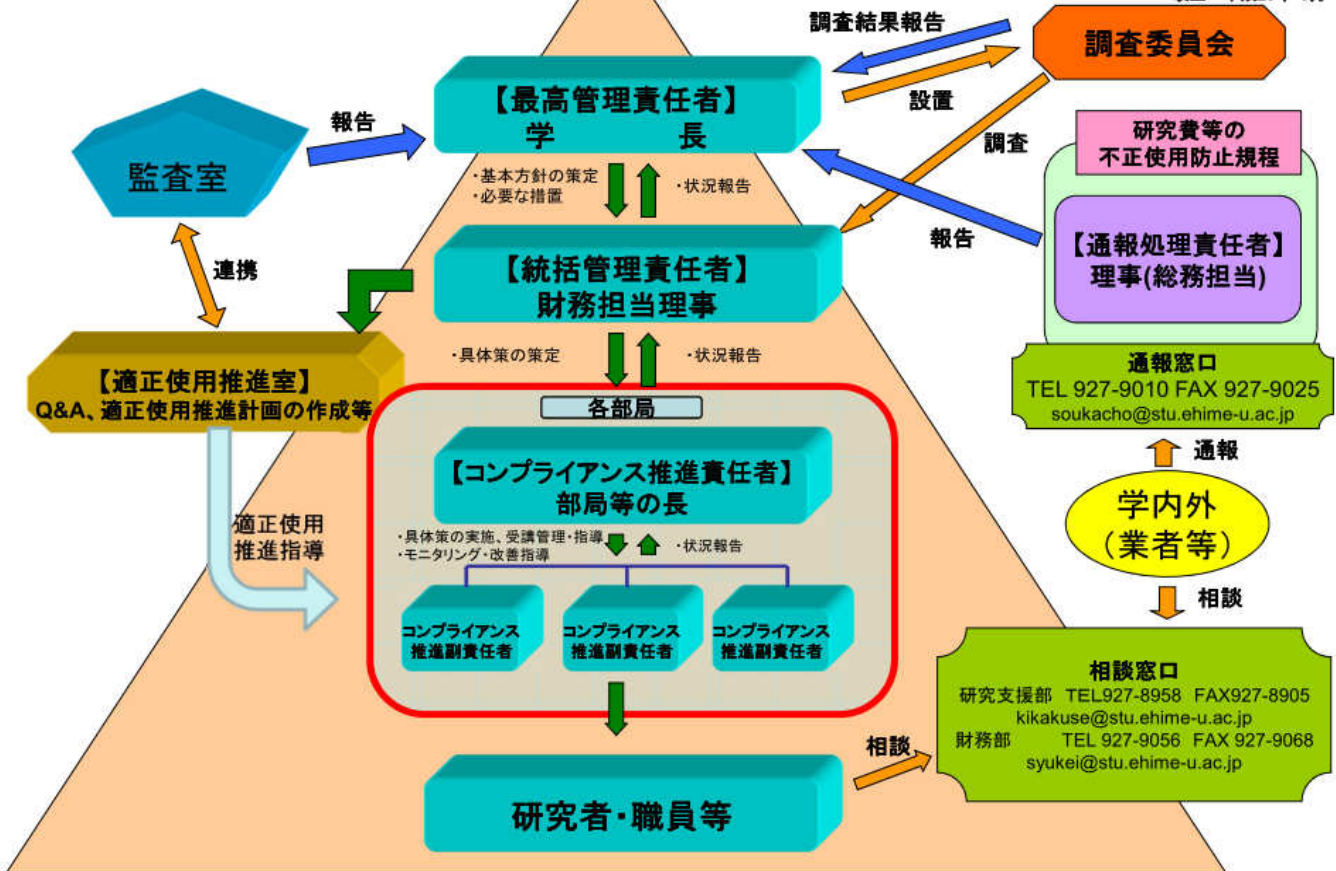 調査結果報告
調査委員会
【最高管理責任者】
学 長
設置
報告
監査室
調査
研究費等の
不正使用防止規程
・基本方針の策定
・必要な措置
・状況報告
報告
【通報処理責任者】
理事(総務担当)
連携
【統括管理責任者】
財務担当理事
・具体策の策定
・状況報告
【適正使用推進室】
Q&A、適正使用推進計画の作成等
通報窓口
TEL 927-9010 FAX 927-9025
soukacho@stu.ehime-u.ac.jp
各部局
【コンプライアンス推進責任者】
部局等の長
通報
学内外
(業者等)
適正使用
推進指導
・具体策の実施、受講管理・指導
・モニタリング・改善指導
・状況報告
相談
コンプライアンス
推進副責任者
コンプライアンス
推進副責任者
コンプライアンス
推進副責任者
相談窓口
研究支援部 TEL927-8958 FAX927-8905
kikakuse@stu.ehime-u.ac.jp
財務部 TEL 927-9056 FAX 927-9068
syukei@stu.ehime-u.ac.jp
相談
研究者・職員等